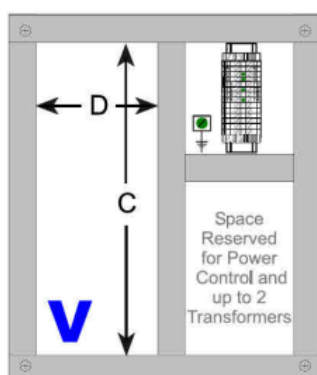 D
C
V
Space
Reserved
for Power
Control and
up to 2
Transformers